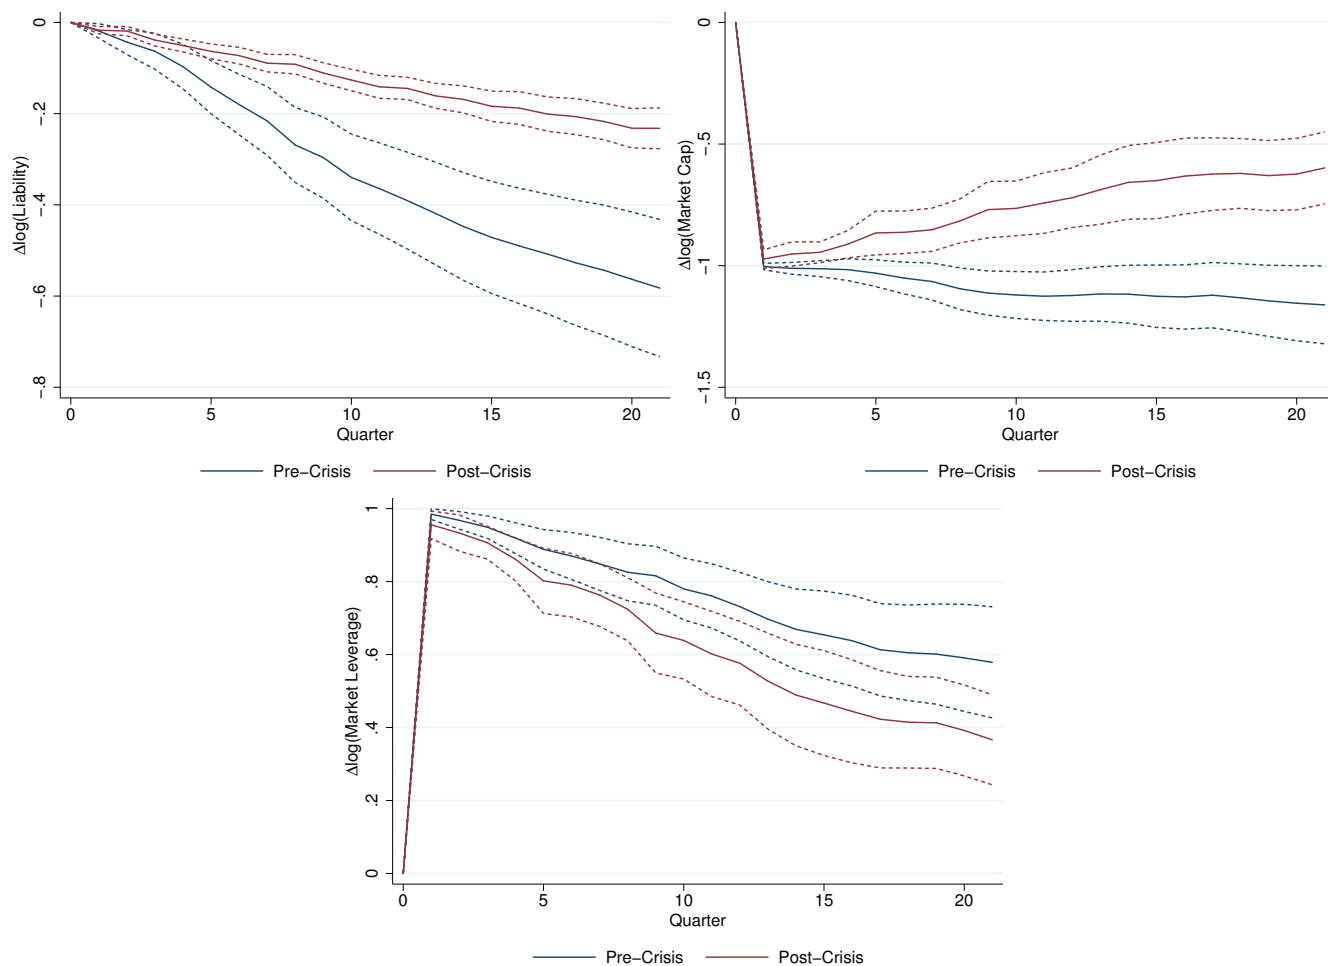 Δlog(Liability)
0
−.2
−.4
−.6
−.8
0 5 10 15 20
Quarter
Pre−Crisis Post−Crisis
Δlog(Market Cap)
0
−.5
−1
−1.5
0 5 10 15 20
Quarter
Pre−Crisis Post−Crisis
Δlog(Market Leverage)
1
.8
.6
.4
.2
0
0 5 10 15 20
Quarter
Pre−Crisis Post−Crisis